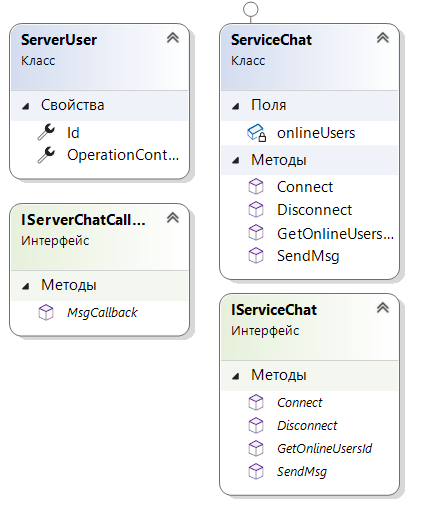 ServerUser
Класс
Свойства
Id
OperationCont...
IServerChatCall...
Интерфейс
Методы
MsgCallback
ServiceChat
Класс
Поля
onlineUsers
Методы
Connect
Disconnect
GetOnlineUsers...
SendMsg
IServiceChat
Интерфейс
Методы
Connect
Disconnect
GetOnlineUsersId
SendMsg